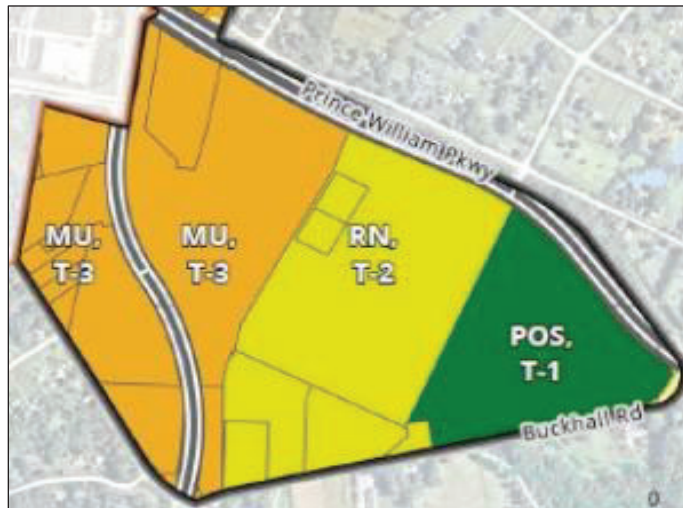 Prince William Pkwy
MU,
T-3
MU,
T-3
RN,
T-2
POS,
T-1
Buckhall Rd
0